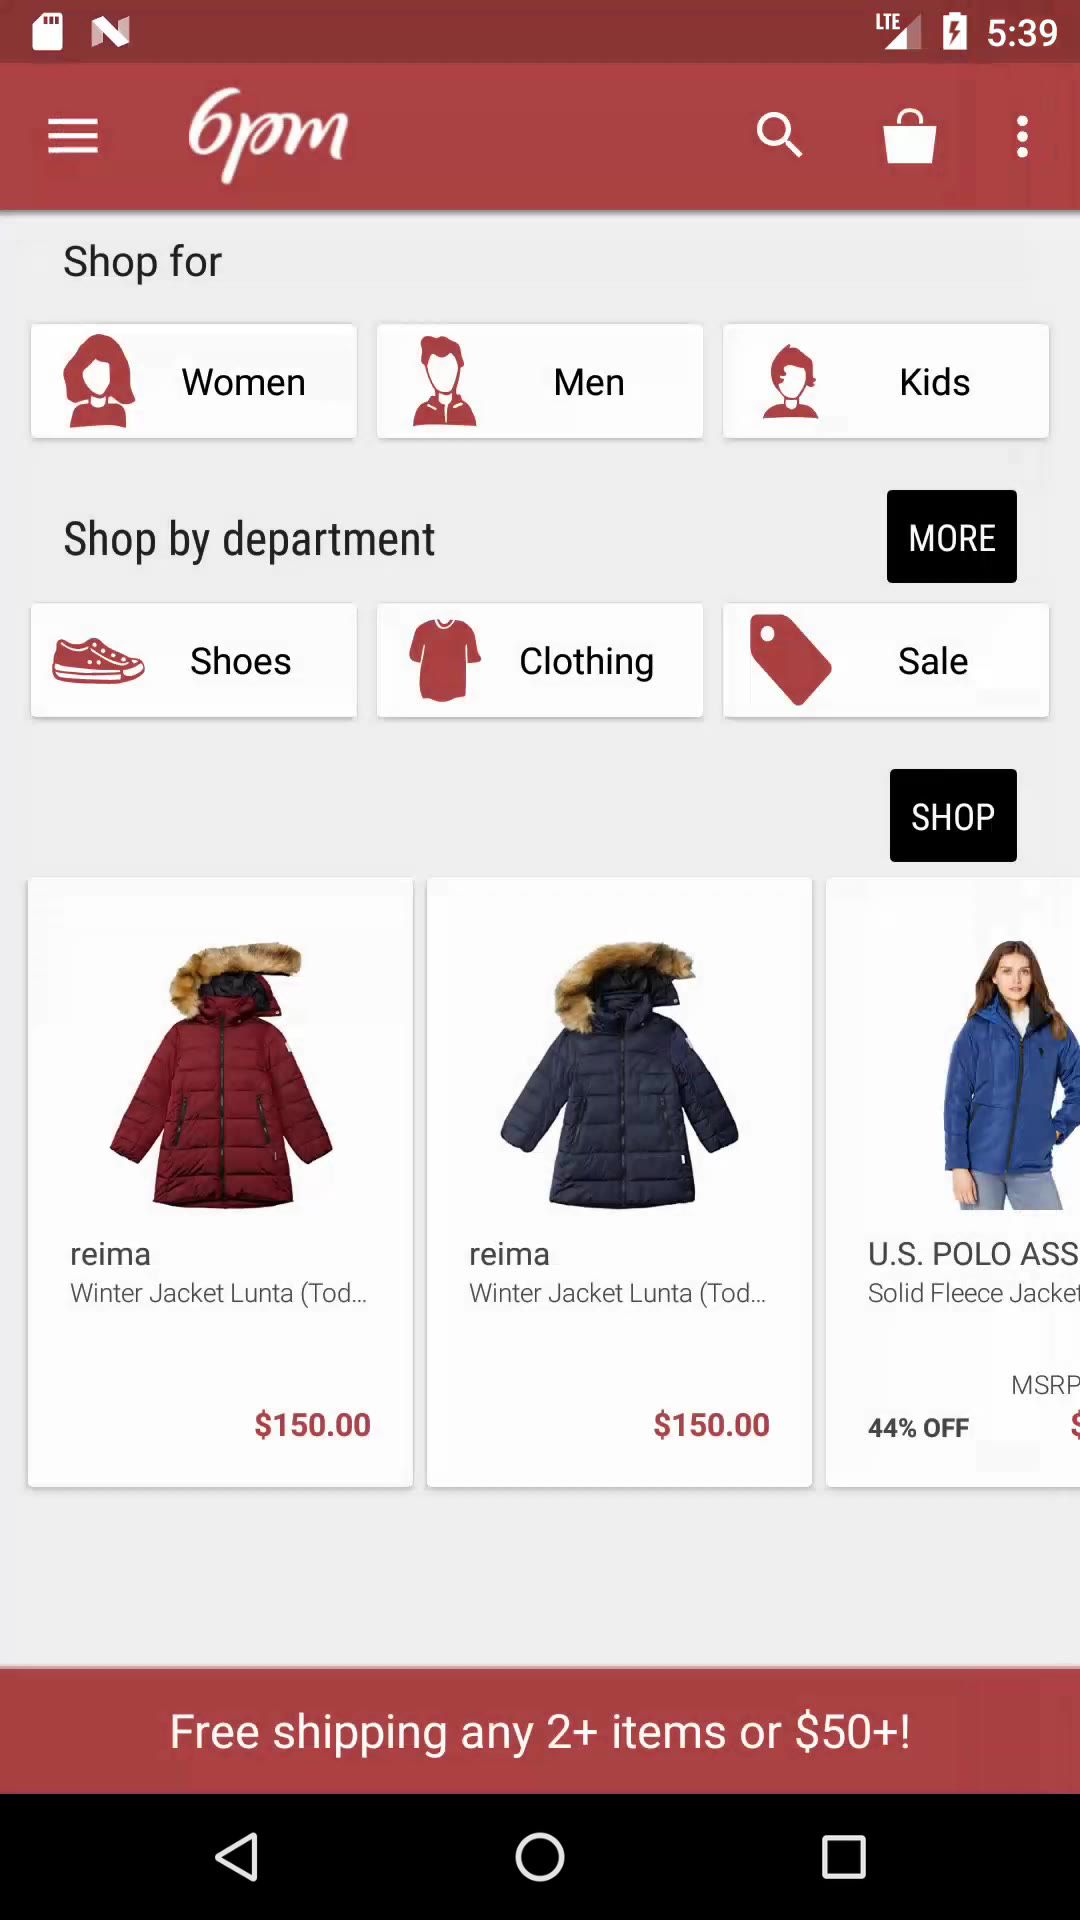 LTE 5:39
6pm
Shop for
Women Men Kids
Shop by department MORE
Shoes Clothing Sale
SHOP
reima
Winter Jacket Lunta (Tod...
$150.00
reima
Winter Jacket Lunta (Tod...
$150.00
U.S. POLO ASS
Solid Fleece Jacket
MSRP
44% OFF $
Free shipping any 2+ items or $50+!